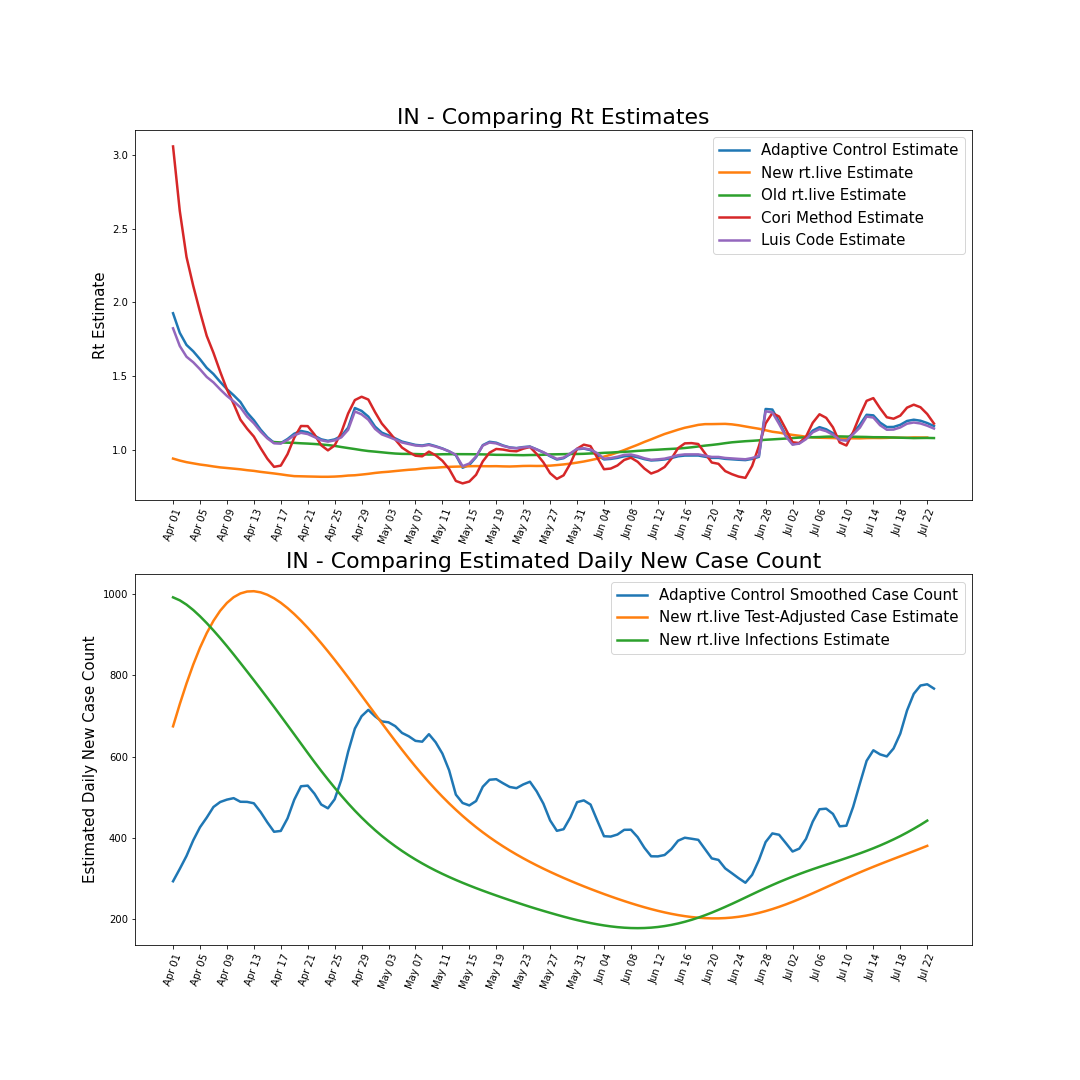 IN - Comparing Rt Estimates
Rt Estimate
3.0
2.5
2.0
1.5
1.0
Adaptive Control Estimate
New rt.live Estimate
Old rt.live Estimate
Cori Method Estimate
Luis Code Estimate
Apr 01 Apr 05 Apr 09 Apr 13 Apr 17 Apr 21 Apr 25 Apr 29 May 03 May 07 May 11 May 15 May 19 May 23 May 27 May 31 Jun 04 Jun 08 Jun 12 Jun 16 Jun 20 Jun 24 Jun 28 Jul 02 Jul 06 Jul 10 Jul 14 Jul 18 Jul 22
IN - Comparing Estimated Daily New Case Count
Estimated Daily New Case Count
1000
800
600
400
200
Adaptive Control Smoothed Case Count
New rt.live Test-Adjusted Case Estimate
New rt.live Infections Estimate
Apr 01 Apr 05 Apr 09 Apr 13 Apr 17 Apr 21 Apr 25 Apr 29 May 03 May 07 May 11 May 15 May 19 May 23 May 27 May 31 Jun 04 Jun 08 Jun 12 Jun 16 Jun 20 Jun 24 Jun 28 Jul 02 Jul 06 Jul 10 Jul 14 Jul 18 Jul 22